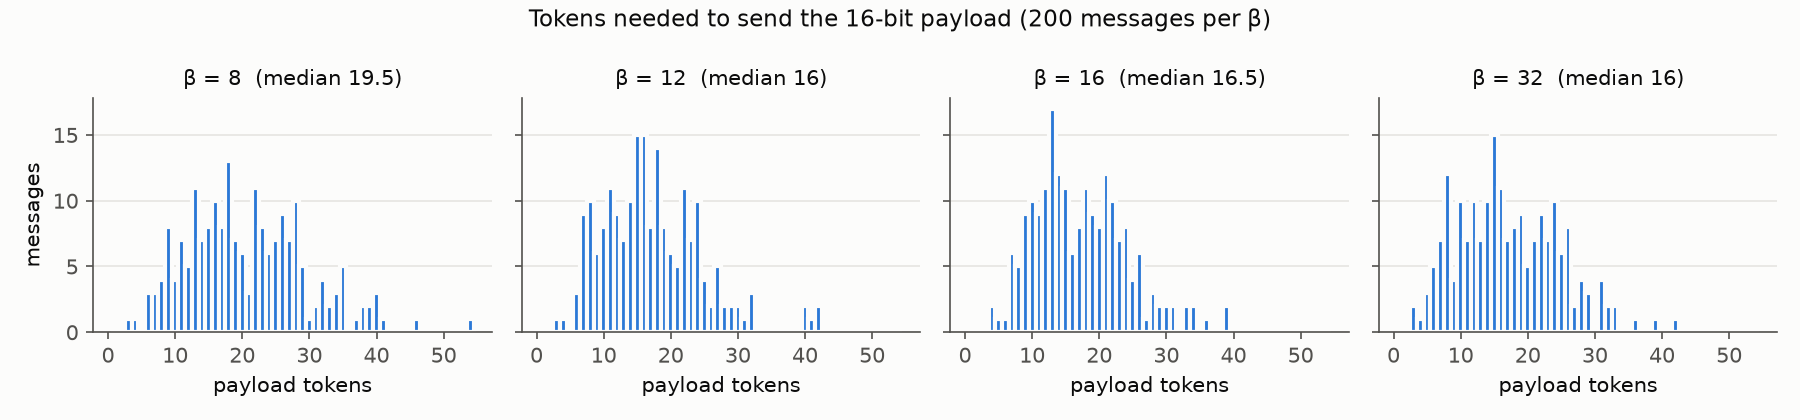 Tokens needed to send the 16-bit payload (200 messages per β)
β = 8 (median 19.5)
β = 12 (median 16)
β = 16 (median 16.5)
β = 32 (median 16)
messages
15
10
5
0
0 10 20 30 40 50
0 10 20 30 40 50
0 10 20 30 40 50
0 10 20 30 40 50
payload tokens
payload tokens
payload tokens
payload tokens